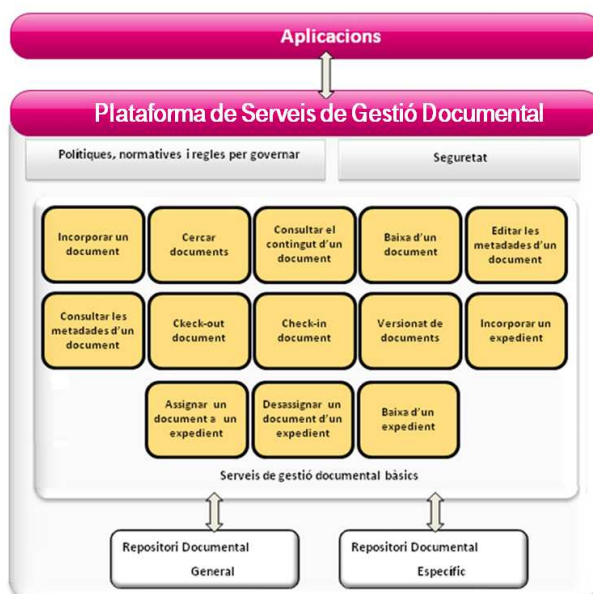 Aplicacions
Plataforma de Serveis de Gestió Documental
Polítiques, normatives i regles per governar
Seguretat
Incorporar un
document
Cercar
documents
Consultar el
contingut d'un
document
Baixa d'un
document
Editar les
metadades d'un
document
Consultar les
metadades d'un
document
Ckeck-out
document
Check-in
document
Versionat de
documents
Incorporar un
expedient
Assignar un
document a un
expedient
Desassignar un
document d'un
expedient
Baixa d'un
expedient
Serveis de gestió documental bàsics
Repositori Documental
General
Repositori Documental
Específic